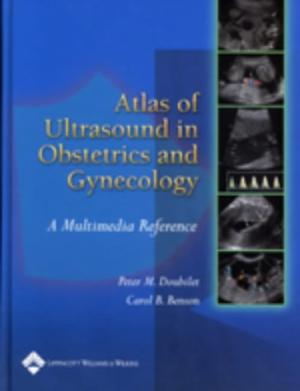 Atlas of
Ultrasound in
Obstetrics and
Gynecology
A Multimedia Reference
Peter M. Doubilet
Carol B. Benson
LIPPINCOTT WILLIAMS & WILKINS